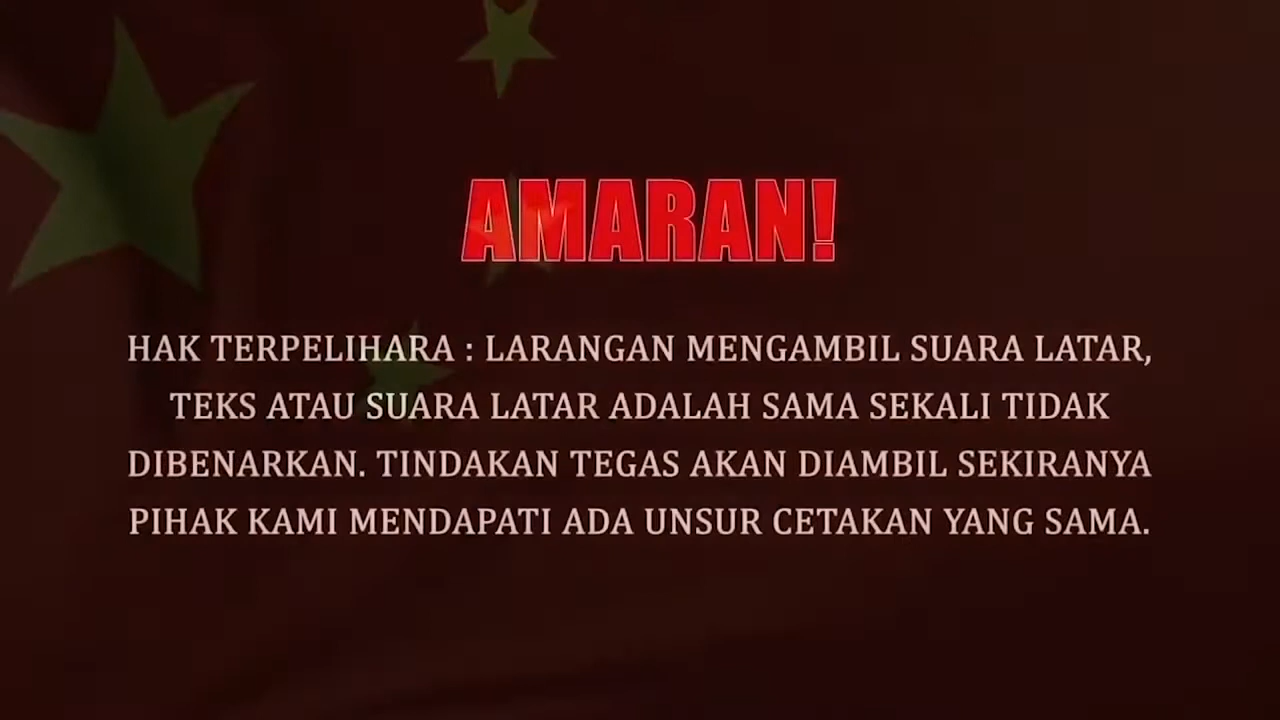 AMARAN!
HAK TERPELIHARA : LARANGAN MENGAMBIL SUARA LATAR,
TEKS ATAU SUARA LATAR ADALAH SAMA SEKALI TIDAK
DIBENARKAN. TINDAKAN TEGAS AKAN DIAMBIL SEKIRANYA
PIHAK KAMI MENDAPATI ADA UNSUR CETAKAN YANG SAMA.